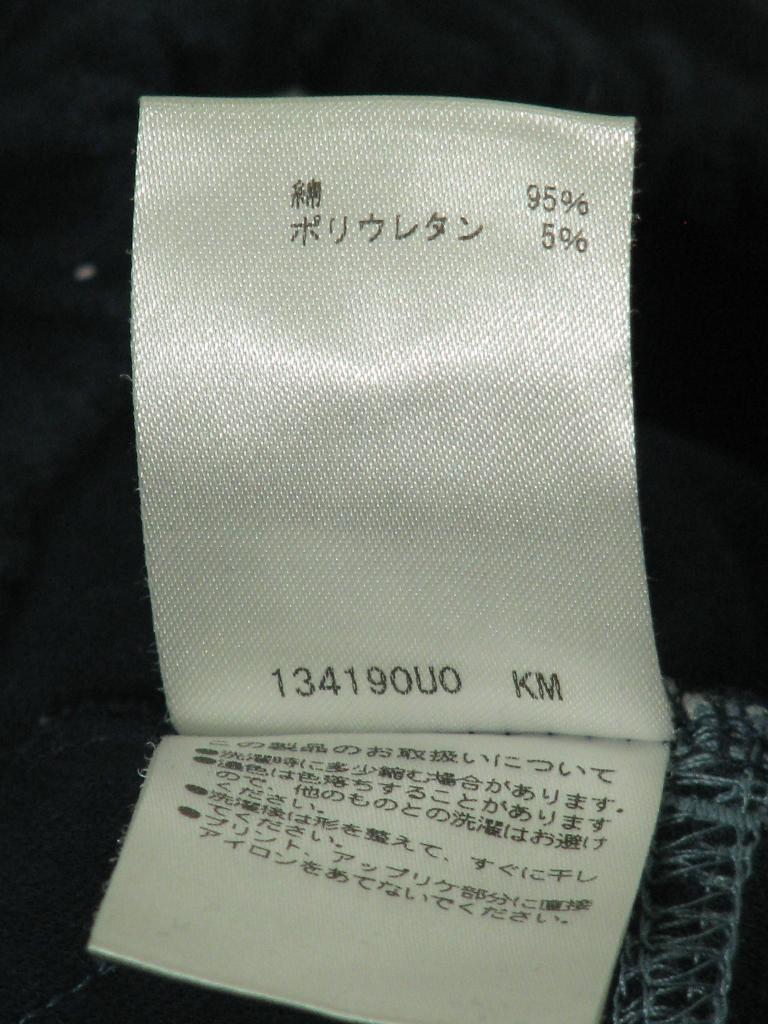 綿 95%
ポリウレタン 5%
134190U0 KM
この製品のお取扱いについて
●洗濯時に多少縮む場合があります。
●濃色は色落ちすることがあります
ので、他のものとの洗濯はお避け
ください。
●洗濯後は形を整えて、すぐに干し
てください。
●プリント、アップリケ部分に直接
アイロンをあてないでください。